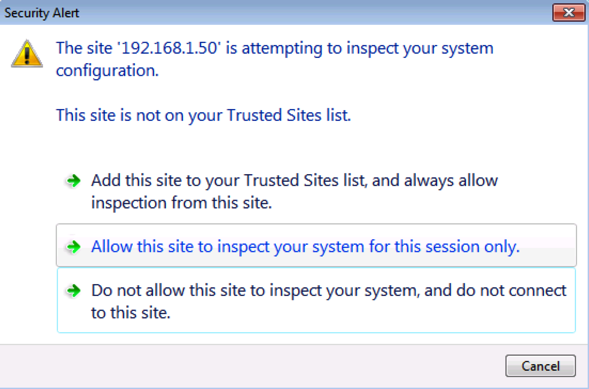 Security Alert
The site '192.168.1.50' is attempting to inspect your system
configuration.
This site is not on your Trusted Sites list.
Add this site to your Trusted Sites list, and always allow
inspection from this site.
Allow this site to inspect your system for this session only.
Do not allow this site to inspect your system, and do not connect
to this site.
Cancel